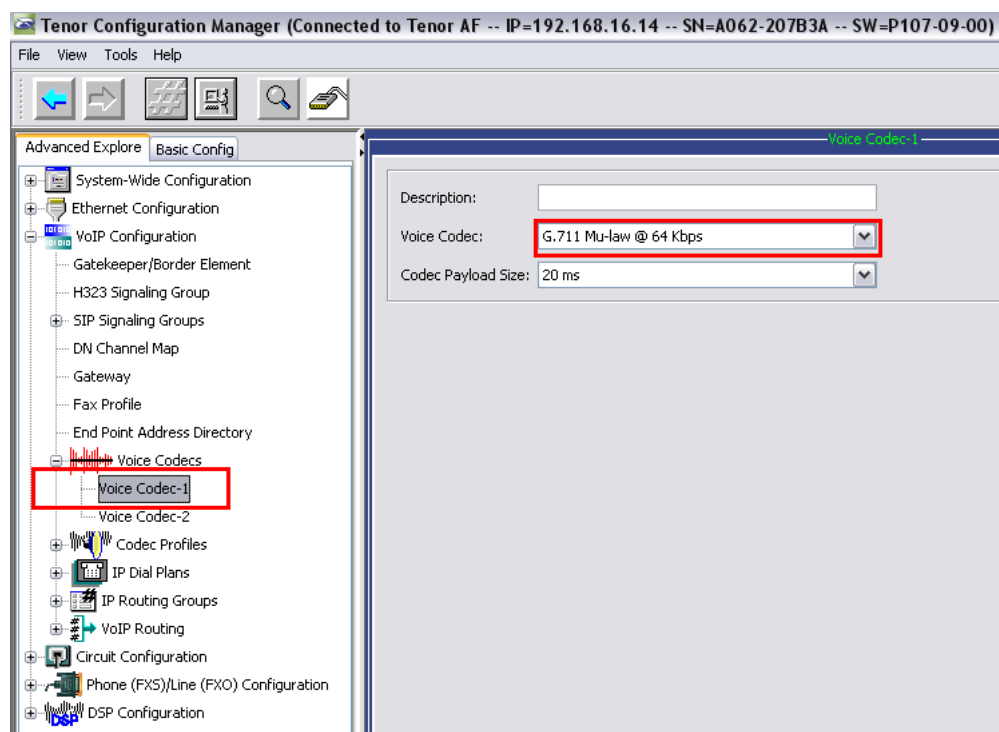 Tenor Configuration Manager (Connected to Tenor AF -- IP=192.168.16.14 -- SN=A062-207B3A -- SW=P107-09-00)
File View Tools Help
Advanced Explore Basic Config
System-Wide Configuration
Ethernet Configuration
VoIP Configuration
Gatekeeper/Border Element
H323 Signaling Group
SIP Signaling Groups
DN Channel Map
Gateway
Fax Profile
End Point Address Directory
Voice Codecs
Voice Codec-1
Voice Codec-2
Codec Profiles
IP Dial Plans
IP Routing Groups
VoIP Routing
Circuit Configuration
Phone (FXS)/Line (FXO) Configuration
DSP DSP Configuration
Voice Codec-1
Description:
Voice Codec: G.711 Mu-law @ 64 Kbps
Codec Payload Size: 20 ms